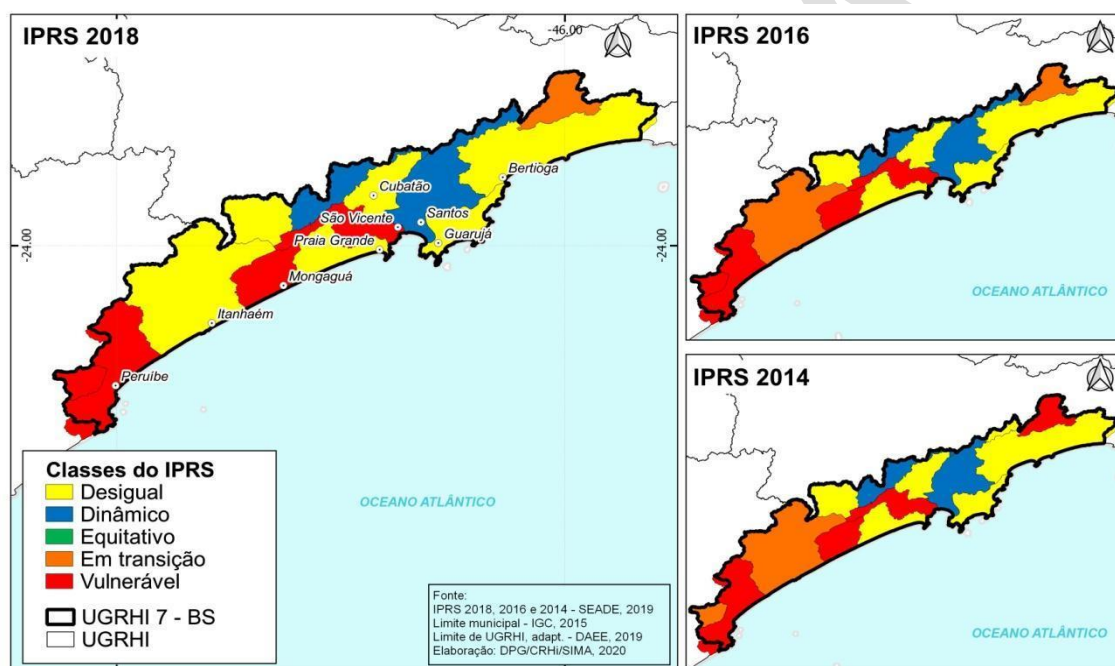 IPRS 2018
-46.00
-24.00
-24.00
Bertioga
Cubatão
Santos
São Vicente
Guarujá
Praia Grande
Mongaguá
Itanhaém
Peruíbe
OCEANO ATLÂNTICO
Classes do IPRS
Desigual
Dinâmico
Equitativo
Em transição
Vulnerável
UGRHI 7 - BS
UGRHI
Fonte:
IPRS 2018, 2016 e 2014 - SEADE, 2019
Limite municipal - IGC, 2015
Limite de UGRHI, adapt. - DAEE, 2019
Elaboração: DPG/CRHi/SIMA, 2020
IPRS 2016
OCEANO ATLÂNTICO
IPRS 2014
OCEANO ATLÂNTICO